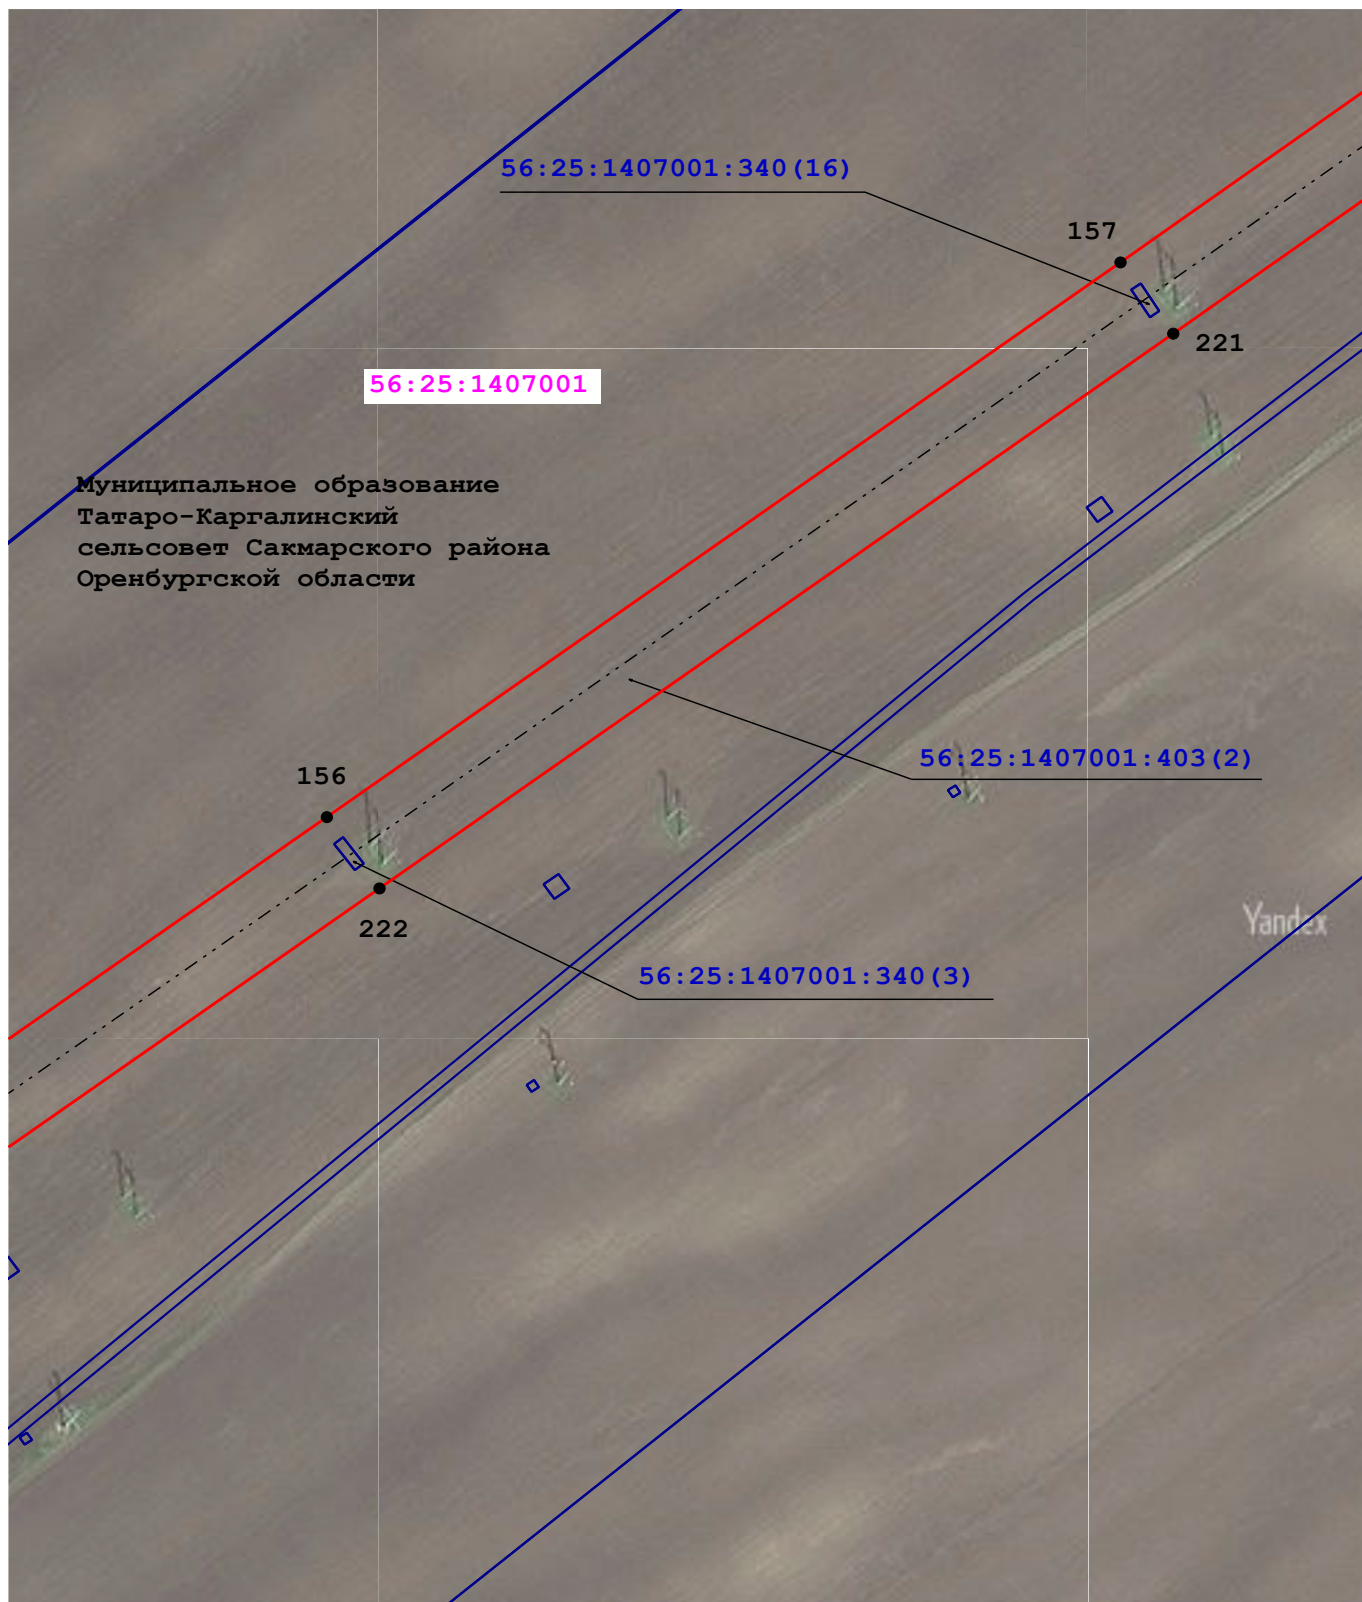 56:25:1407001:340(16)
157
221
56:25:1407001
Муниципальное образование
Татаро-Каргалинский
сельсовет Сакмарского района
Оренбургской области
56:25:1407001:403(2)
156
222
Yandex
56:25:1407001:340(3)